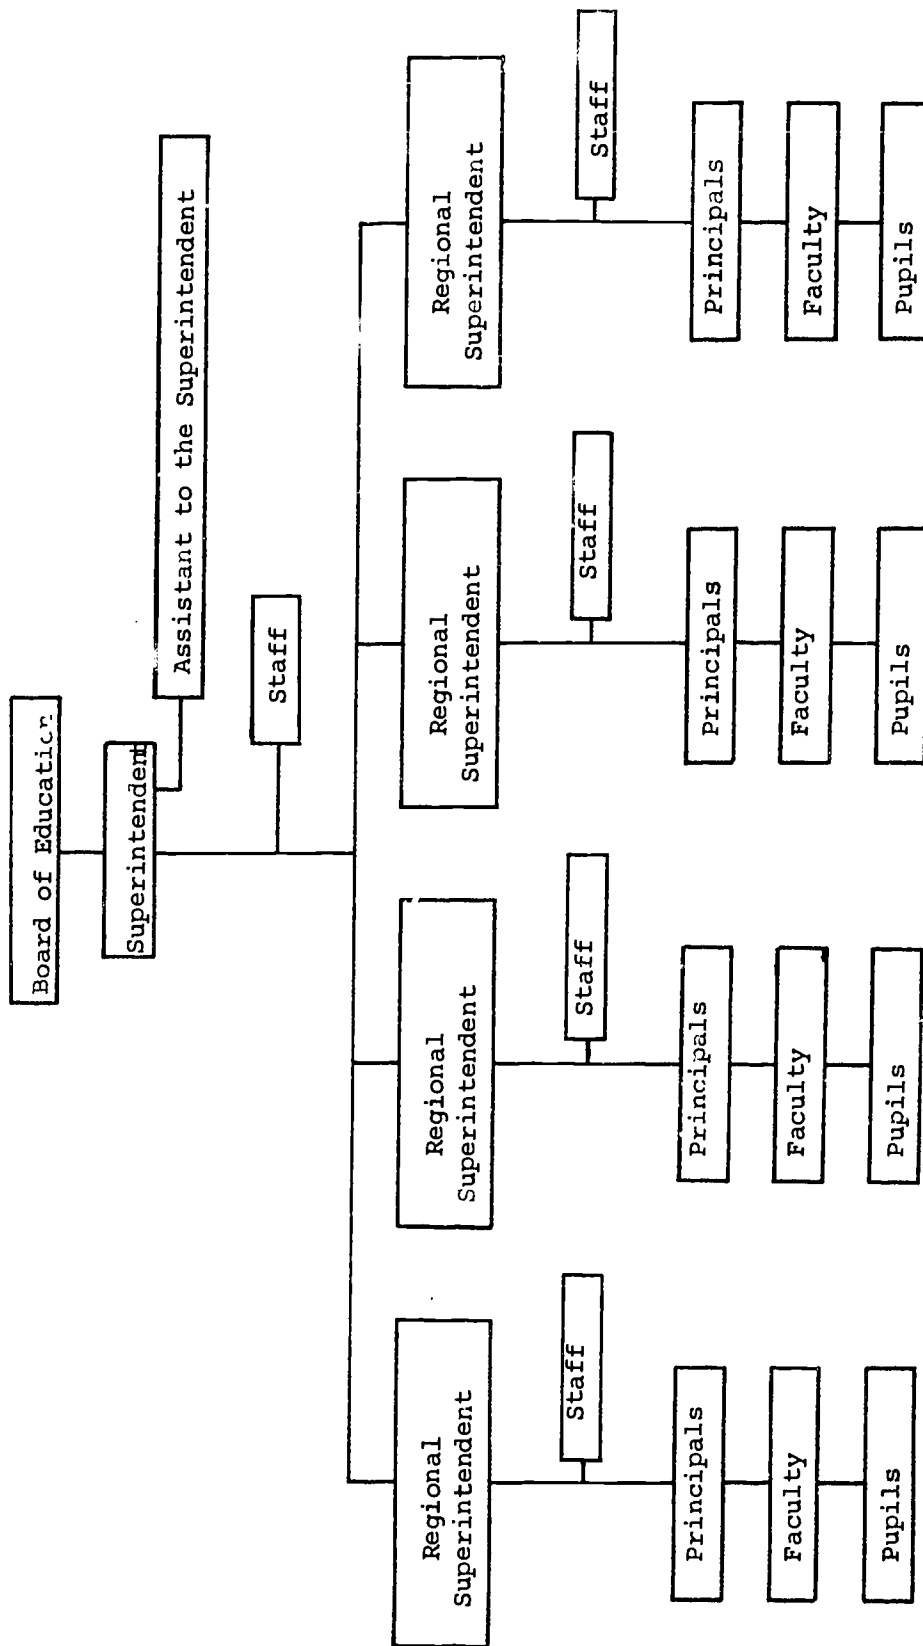 Board of Education
Superintendent
Assistant to the Superintendent
Staff
Regional
Superintendent
Regional
Superintendent
Regional
Superintendent
Regional
Superintendent
Staff
Staff
Staff
Staff
Principals
Principals
Principals
Principals
Faculty
Faculty
Faculty
Faculty
Pupils
Pupils
Pupils
Pupils